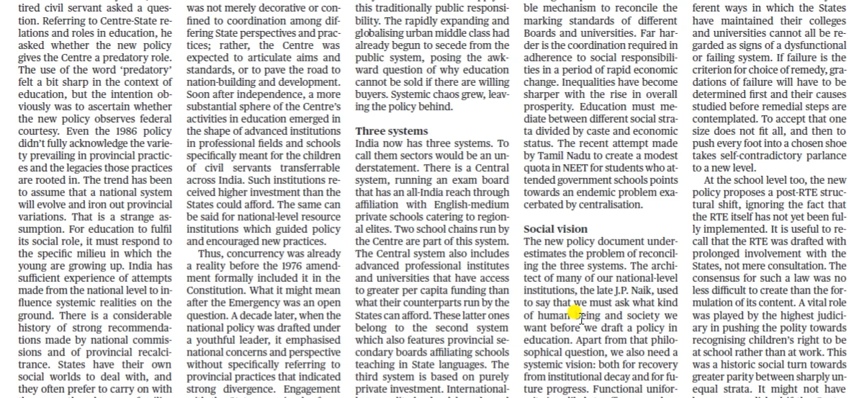 tired civil servant asked a ques-
tion. Referring to Centre-State re-
lations and roles in education, he
asked whether the new policy
gives the Centre a predatory role.
The use of the word ‘predatory’
felt a bit sharp in the context of
education, but the intention ob-
viously was to ascertain whether
the new policy observes federal
courtesy. Even the 1986 policy
didn’t fully acknowledge the varie-
ty prevailing in provincial practic-
es and the legacies those practices
are rooted in. The trend has been
to assume that a national system
will evolve and iron out provincial
variations. That is a strange as-
sumption. For education to fulfil
its social role, it must respond to
the specific milieu in which the
young are growing up. India has
sufficient experience of attempts
made from the national level to in-
fluence systemic realities on the
ground. There is a considerable
history of strong recommenda-
tions made by national commis-
sions and of provincial recalci-
trance. States have their own
social worlds to deal with, and
they often prefer to carry on with
was not merely decorative or con-
fined to coordination among dif-
fering State perspectives and prac-
tices; rather, the Centre was
expected to articulate aims and
standards, or to pave the road to
nation-building and development.
Soon after independence, a more
substantial sphere of the Centre’s
activities in education emerged in
the shape of advanced institutions
in professional fields and schools
specifically meant for the children
of civil servants transferrable
across India. Such institutions re-
ceived higher investment than the
States could afford. The same can
be said for national-level resource
institutions which guided policy
and encouraged new practices.
Thus, concurrency was already
a reality before the 1976 amend-
ment formally included it in the
Constitution. What it might mean
after the Emergency was an open
question. A decade later, when the
national policy was drafted under
a youthful leader, it emphasised
national concerns and perspective
without specifically referring to
provincial practices that indicated
strong divergence. Engagement
this traditionally public responsi-
bility. The rapidly expanding and
globalising urban middle class had
already begun to secede from the
public system, posing the awk-
ward question of why education
cannot be sold if there are willing
buyers. Systemic chaos grew, leav-
ing the policy behind.
Three systems
India now has three systems. To
call them sectors would be an un-
derstatement. There is a Central
system, running an exam board
that has an all-India reach through
affiliation with English-medium
private schools catering to region-
al elites. Two school chains run by
the Centre are part of this system.
The Central system also includes
advanced professional institutes
and universities that have access
to greater per capita funding than
what their counterparts run by the
States can afford. These latter ones
belong to the second system
which also features provincial se-
condary boards affiliating schools
teaching in State languages. The
third system is based on purely
private investment. International-
ble mechanism to reconcile the
marking standards of different
Boards and universities. Far har-
der is the coordination required in
adherence to social responsibili-
ties in a period of rapid economic
change. Inequalities have become
sharper with the rise in overall
prosperity. Education must me-
diate between different social stra-
ta divided by caste and economic
status. The recent attempt made
by Tamil Nadu to create a modest
quota in NEET for students who at-
tended government schools points
towards an endemic problem exa-
cerbated by centralisation.
Social vision
The new policy document under-
estimates the problem of reconcil-
ing the three systems. The archi-
tect of many of our national-level
institutions, the late J.P. Naik, used
to say that we must ask what kind
of human being and society we
want before we draft a policy in
education. Apart from that philo-
sophical question, we also need a
systemic vision: both for recovery
from institutional decay and for fu-
ture progress. Functional unifor-
ferent ways in which the States
have maintained their colleges
and universities cannot all be re-
garded as signs of a dysfunctional
or failing system. If failure is the
criterion for choice of remedy, gra-
dations of failure will have to be
determined first and their causes
studied before remedial steps are
contemplated. To accept that one
size does not fit all, and then to
push every foot into a chosen shoe
takes self-contradictory parlance
to a new level.
At the school level too, the new
policy proposes a post-RTE struc-
tural shift, ignoring the fact that
the RTE itself has not yet been ful-
ly implemented. It is useful to re-
call that the RTE was drafted with
prolonged involvement with the
States, not mere consultation. The
consensus for such a law was no
less difficult to create than the for-
mulation of its content. A vital role
was played by the highest judici-
ary in pushing the polity towards
recognising children’s right to be
at school rather than at work. This
was a historic social turn towards
greater parity between sharply un-
equal strata. It might not have